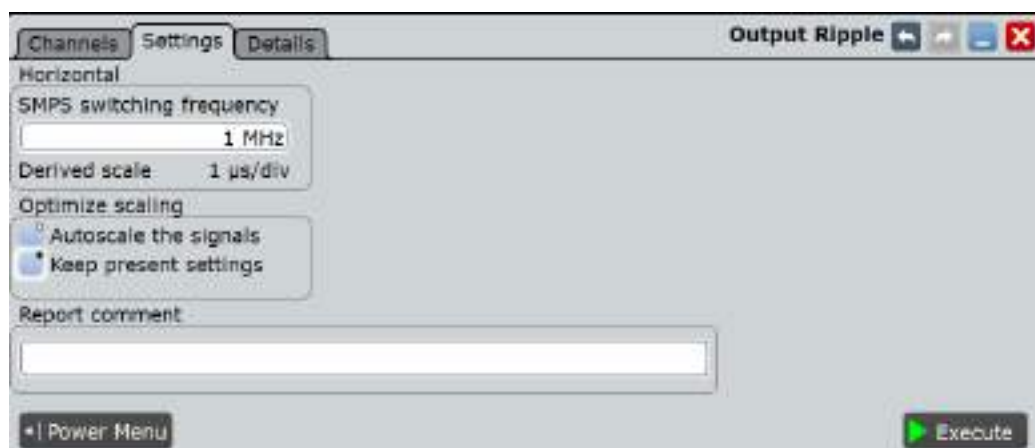 Channels Settings Details Output Ripple
Horizontal
SMPS switching frequency
1 MHz
Derived scale 1 µs/div
Optimize scaling
Autoscale the signals
Keep present settings
Report comment
Power Menu Execute